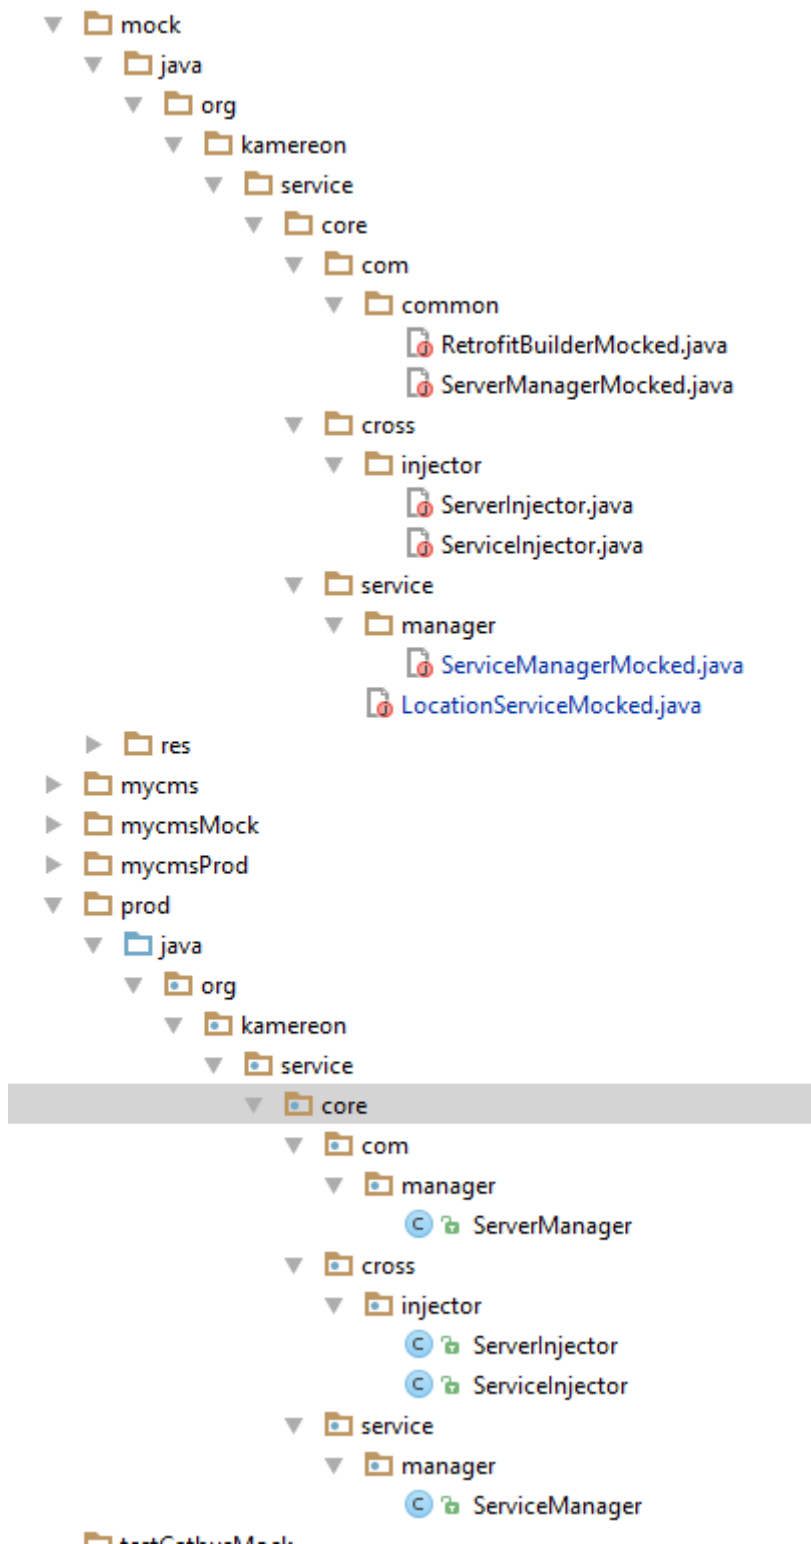 mock
java
org
kamereon
service
core
com
common
RetrofitBuilderMocked.java
ServerManagerMocked.java
cross
injector
ServerInjector.java
ServiceInjector.java
service
manager
ServiceManagerMocked.java
LocationServiceMocked.java
res
mycms
mycmsMock
mycmsProd
prod
java
org
kamereon
service
core
com
manager
ServerManager
cross
injector
ServerInjector
ServiceInjector
service
manager
ServiceManager